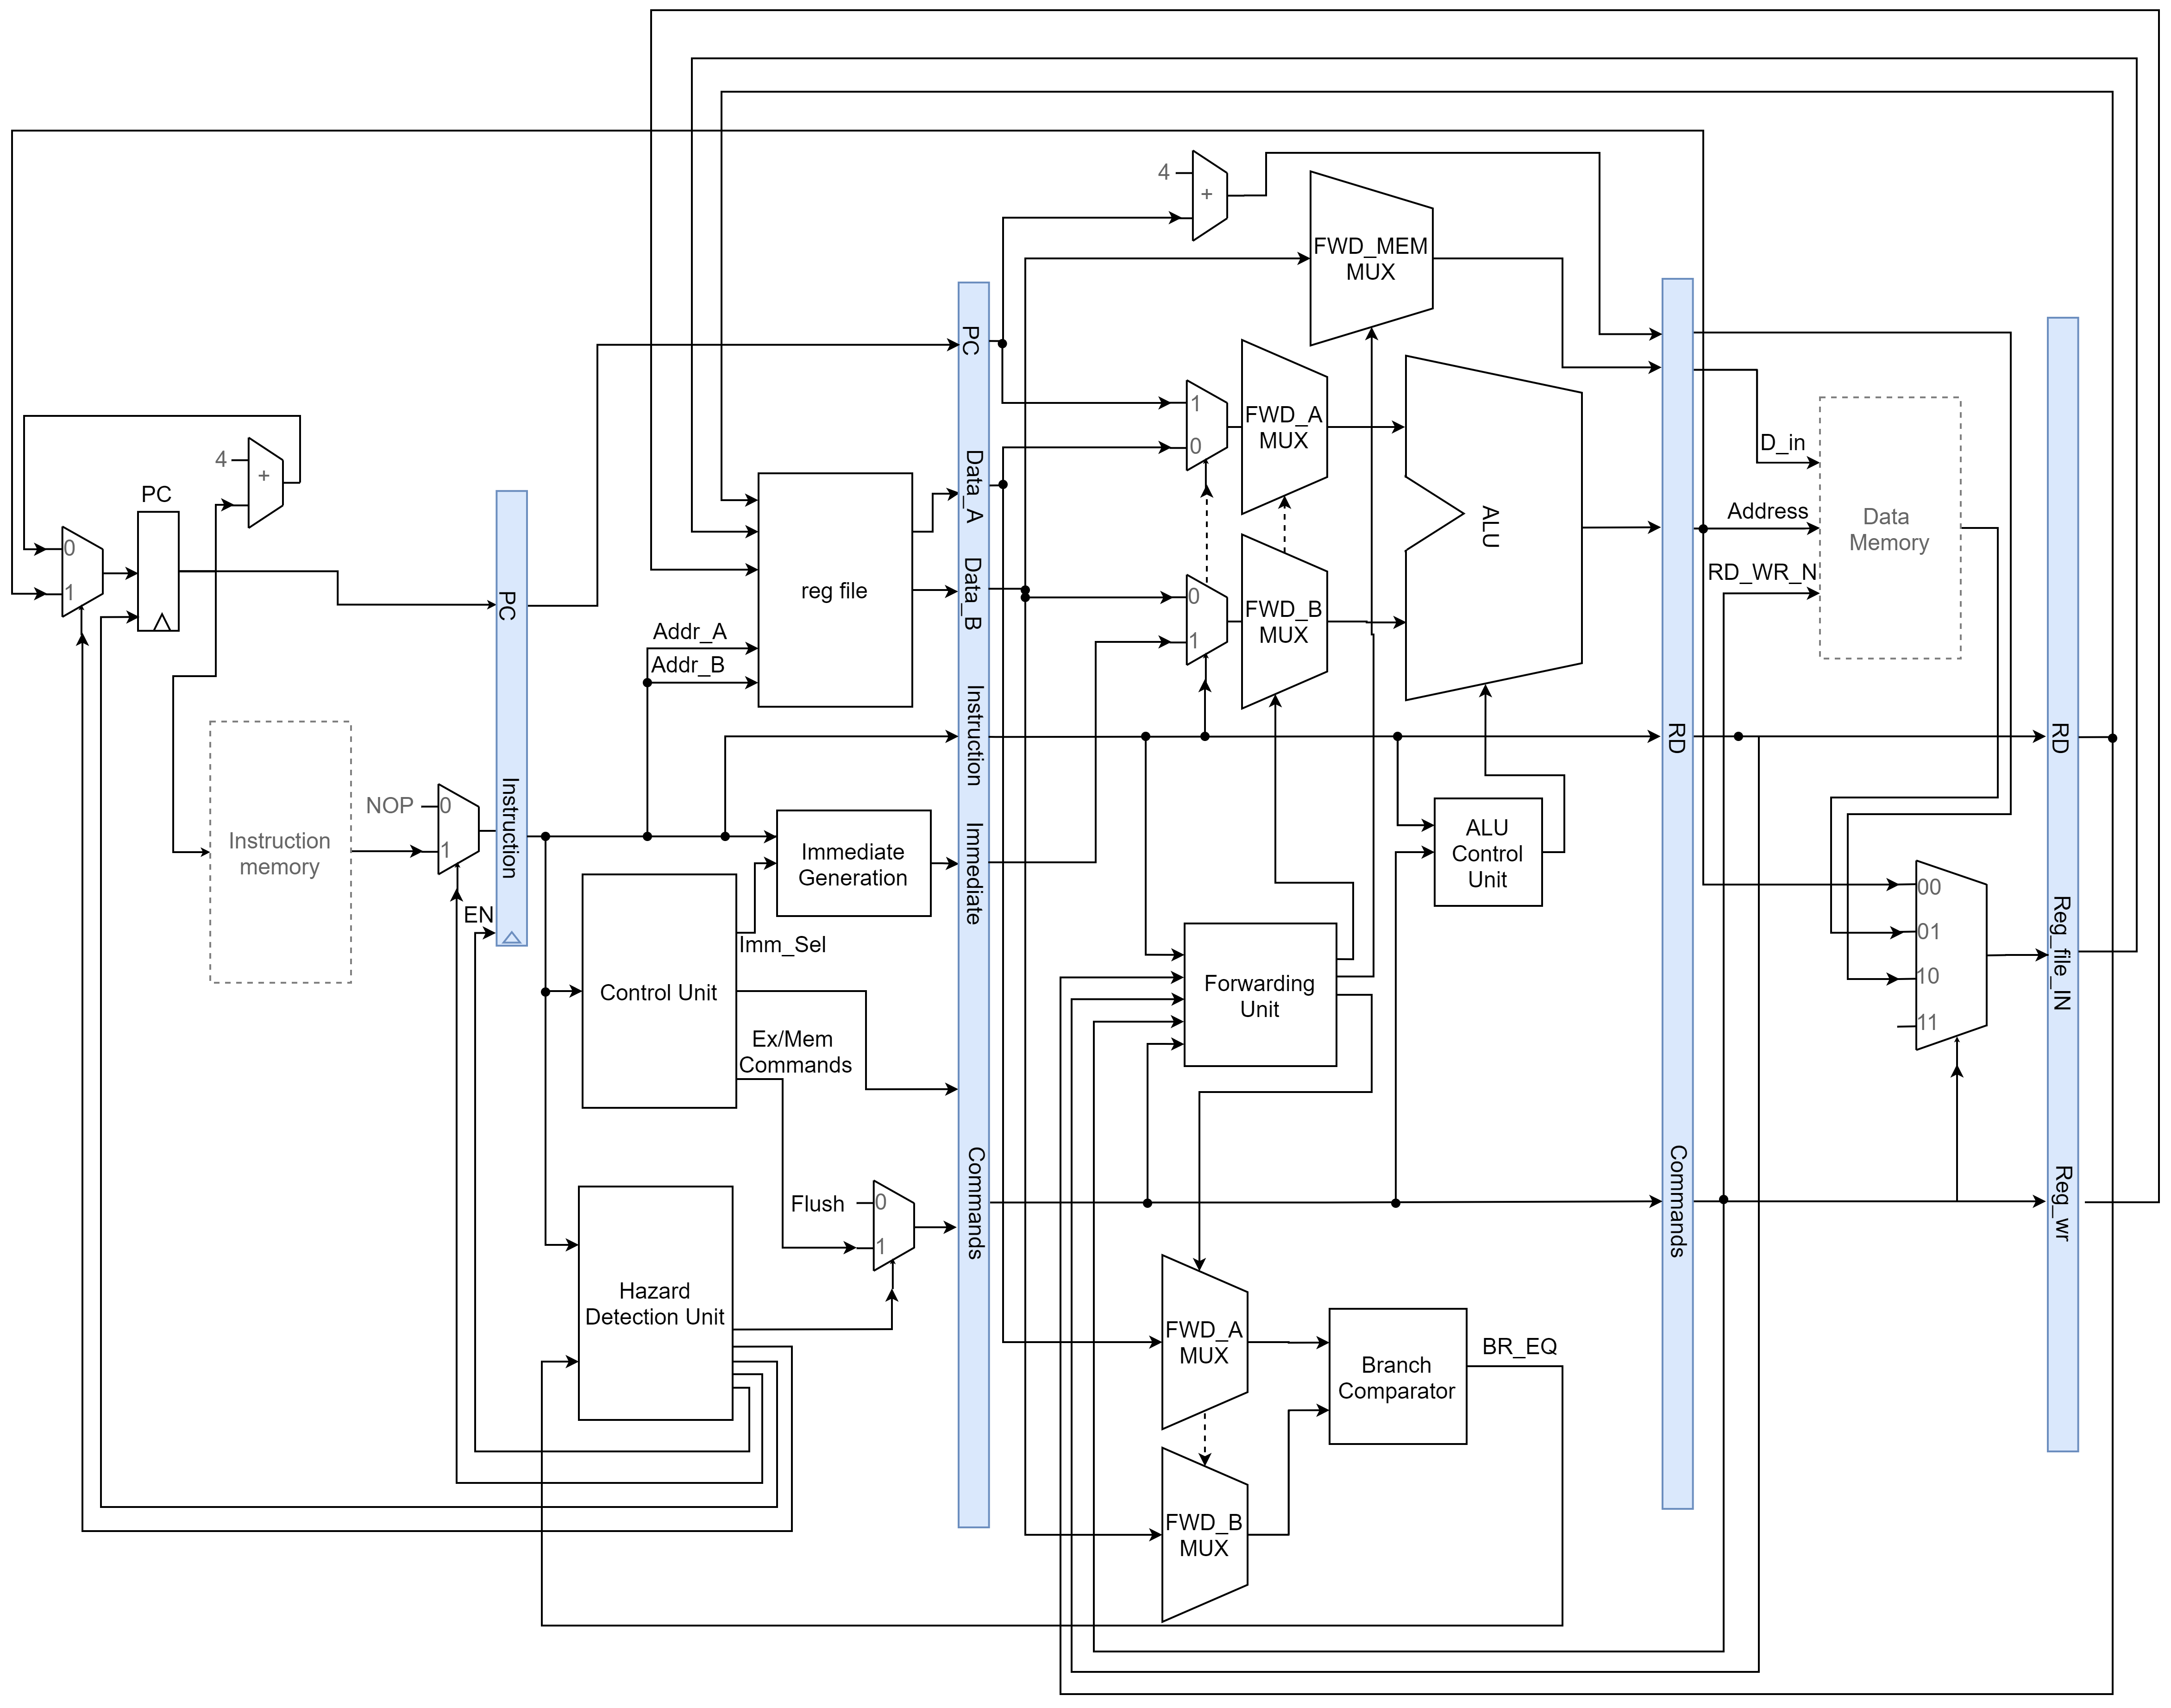 4
+
FWD_MEM
MUX
PC
FWD_A
MUX
1
0
ALU
4
+
PC
0
1
Data_A
Data_B
reg file
Addr_A
Addr_B
PC
0
1
FWD_B
MUX
D_in
Address
RD_WR_N
Data
Memory
Instruction
RD
RD
NOP
0
1
Instruction
memory
Instruction
EN
Immediate
Generation
Imm_Sel
Immediate
ALU
Control
Unit
00
01
10
11
Reg_file_IN
Control Unit
Ex/Mem
Commands
Forwarding
Unit
Flush
0
1
Commands
Commands
Reg_wr
Hazard
Detection Unit
FWD_A
MUX
Branch
Comparator
BR_EQ
FWD_B
MUX